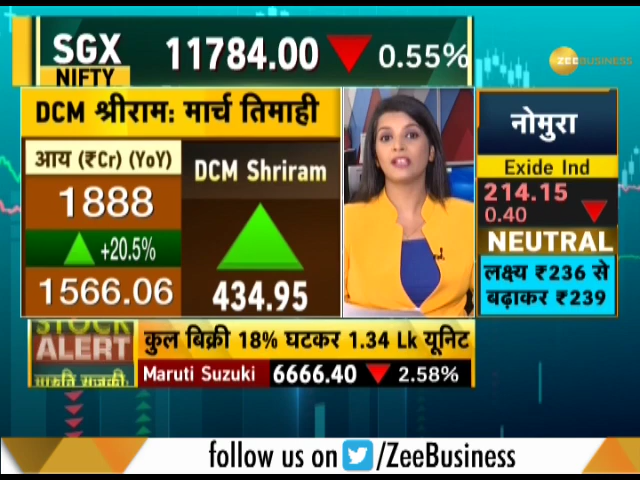 SGX
NIFTY
11784.00 0.55%
ZEEBUSINESS
DCM श्रीराम: मार्च तिमाही
आय (₹Cr) (YoY)
1888
+20.5%
1566.06
DCM Shriram
434.95
नोमुरा
Exide Ind
214.15
0.40
NEUTRAL
लक्ष्य ₹236 से
बढ़ाकर ₹239
STOCK
ALERT
कुल बिक्री 18% घटकर 1.34 Lk यूनिट
Maruti Suzuki 6666.40 2.58%
follow us on /ZeeBusiness